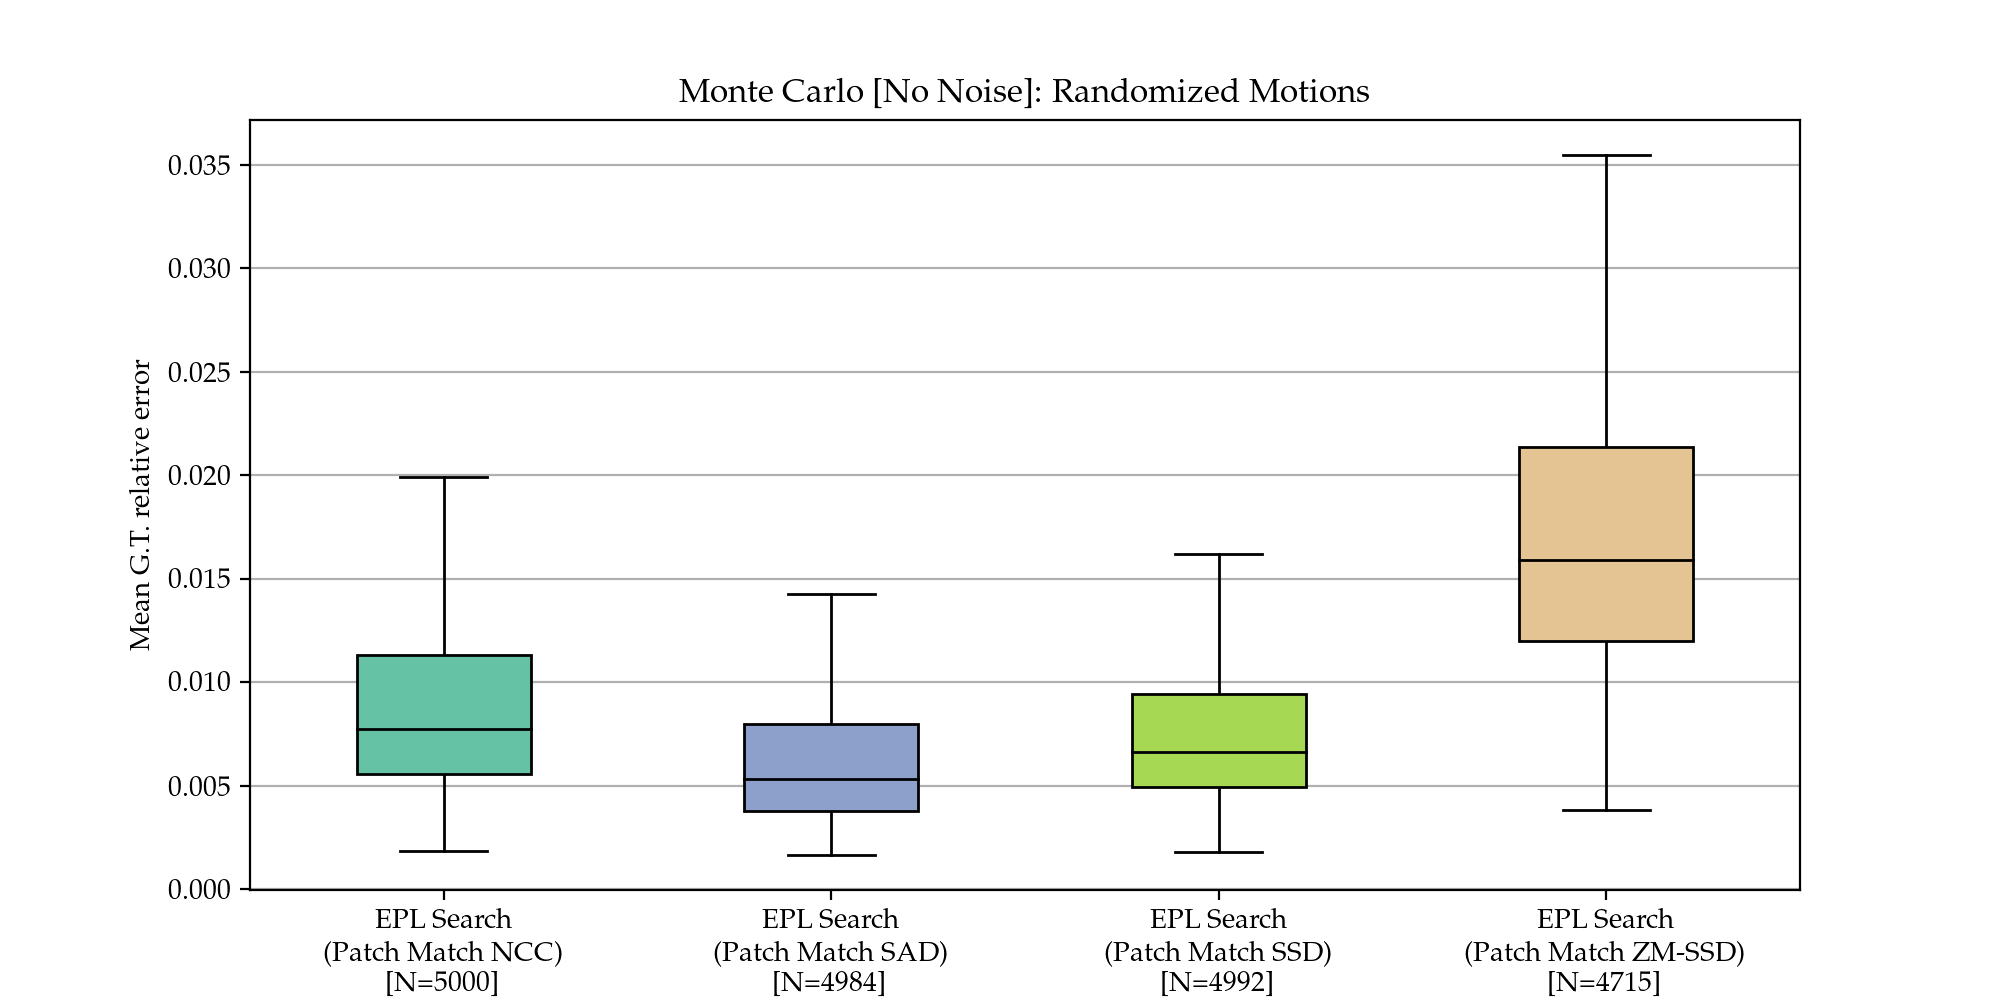 Monte Carlo [No Noise]: Randomized Motions
Mean G.T. relative error
0.035
0.030
0.025
0.020
0.015
0.010
0.005
0.000
EPL Search
(Patch Match NCC)
[N=5000]
EPL Search
(Patch Match SAD)
[N=4984]
EPL Search
(Patch Match SSD)
[N=4992]
EPL Search
(Patch Match ZM-SSD)
[N=4715]